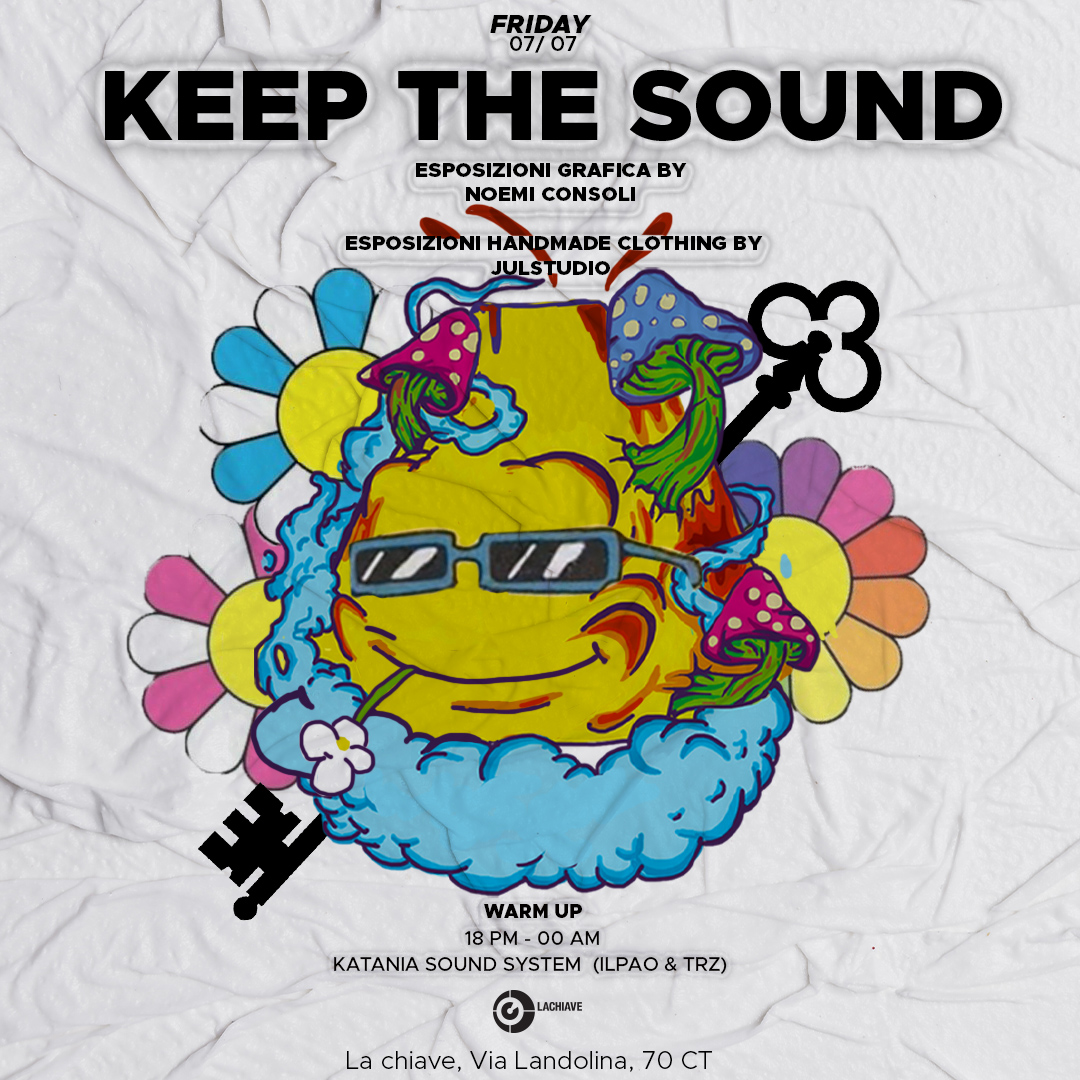 FRIDAY
07/ 07
KEEP THE SOUND
ESPOSIZIONI GRAFICA BY
NOEMI CONSOLI
ESPOSIZIONI HANDMADE CLOTHING BY
JULSTUDIO
WARM UP
18 PM - 00 AM
KATANIA SOUND SYSTEM (ILPAO & TRZ)
LACHIAVE
La chiave, Via Landolina, 70 CT